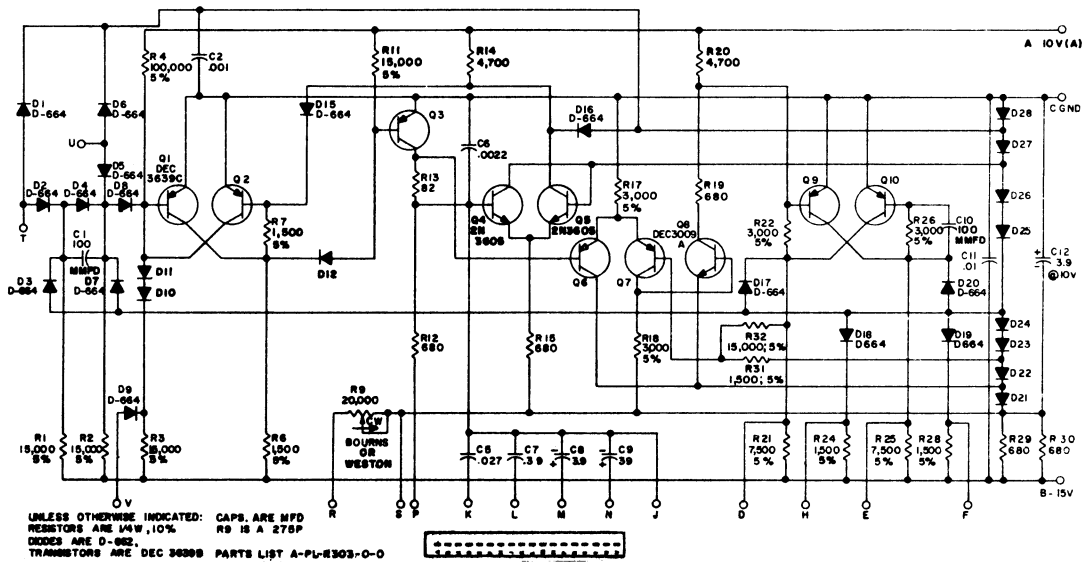 A 10V(A)
R4
100,000
5%
C2
.001
R11
15,000
5%
R14
4,700
R20
4,700
D1
D-664
D6
D-664
U
D15
D-664
Q3
D16
D-664
C GND
D28
D27
D5
D-664
Q1
DEC
3639C
Q2
C6
.0022
D2
D-664
D4
D-664
D8
D-664
R13
82
R17
3,000
5%
R19
680
Q9
Q10
D26
T
C1
100
MMFD
R7
1,500
5%
Q4
2N
3605
Q5
2N3605
Q8
DEC3009
A
R22
3,000
5%
R26
3,000
5%
C10
100
MMFD
D25
D3
D-664
D7
D-664
D11
D10
D12
Q6
Q7
D17
D-664
C11
.01
D20
D-664
C12
3.9
@10V
+
-
R12
680
R15
680
R18
3,000
5%
R32
15,000; 5%
R31
1,500; 5%
D18
D664
D19
D664
D24
D23
D22
D21
D9
D-664
R9
20,000
CW
BOURNS
OR
WESTON
R1
15,000
5%
R2
15,000
5%
R3
15,000
5%
R6
1,500
5%
C5
.027
C7
.39
C8
3.9
-
+
C9
39
-
+
R21
7,500
5%
R24
1,500
5%
R25
7,500
5%
R28
1,500
5%
R29
680
R30
680
B-15V
V
R
S
P
K
L
M
N
J
D
H
E
F
UNLESS OTHERWISE INDICATED: CAPS. ARE MFD
RESISTORS ARE 1/4W, 10% R9 IS A 275P
DIODES ARE D-662,
TRANSISTORS ARE DEC 3639B PARTS LIST A-PL-R303-0-0